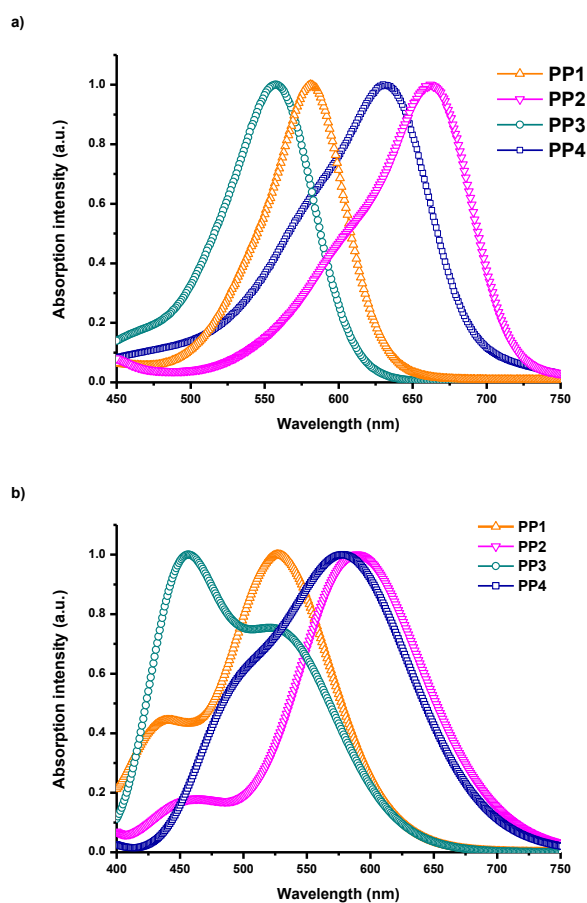 a)
PP1
PP2
PP3
PP4
1.0
0.8
0.6
0.4
0.2
0.0
Absorption intensity (a.u.)
450 500 550 600 650 700 750
Wavelength (nm)
b)
PP1
PP2
PP3
PP4
1.0
0.8
0.6
0.4
0.2
0.0
Absorption intensity (a.u.)
400 450 500 550 600 650 700 750
Wavelength (nm)